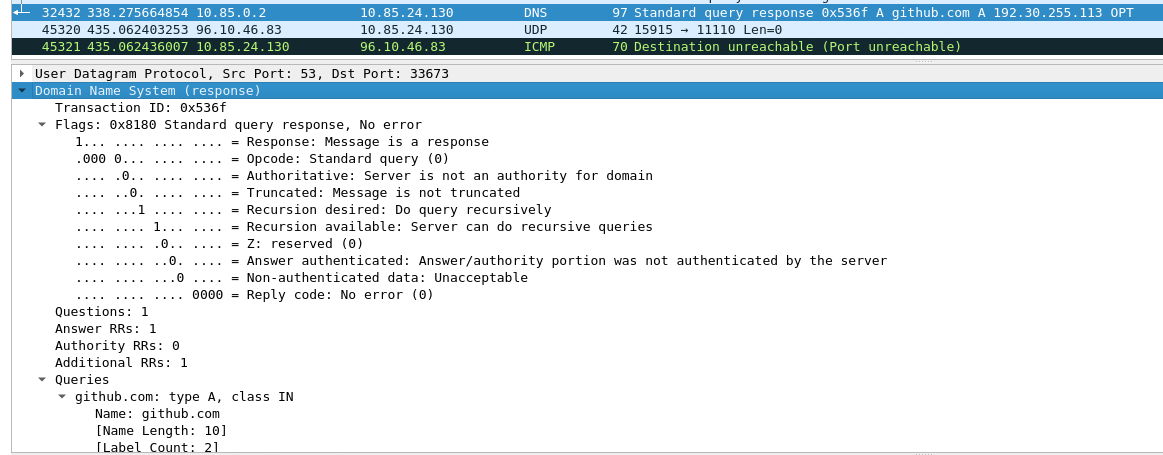 32432 338.275664854 10.85.0.2 10.85.24.130 DNS 97 Standard query response 0x536f A github.com A 192.30.255.113 OPT
45320 435.062403253 96.10.46.83 10.85.24.130 UDP 42 15915 → 11110 Len=0
45321 435.062436007 10.85.24.130 96.10.46.83 ICMP 70 Destination unreachable (Port unreachable)
User Datagram Protocol, Src Port: 53, Dst Port: 33673
Domain Name System (response)
Transaction ID: 0x536f
Flags: 0x8180 Standard query response, No error
1... .... .... .... = Response: Message is a response
.000 0... .... .... = Opcode: Standard query (0)
.... .0.. .... .... = Authoritative: Server is not an authority for domain
.... ..0. .... .... = Truncated: Message is not truncated
.... ...1 .... .... = Recursion desired: Do query recursively
.... .... 1... .... = Recursion available: Server can do recursive queries
.... .... .0.. .... = Z: reserved (0)
.... .... ..0. .... = Answer authenticated: Answer/authority portion was not authenticated by the server
.... .... ...0 .... = Non-authenticated data: Unacceptable
.... .... .... 0000 = Reply code: No error (0)
Questions: 1
Answer RRs: 1
Authority RRs: 0
Additional RRs: 1
Queries
github.com: type A, class IN
Name: github.com
[Name Length: 10]
[Label Count: 2]